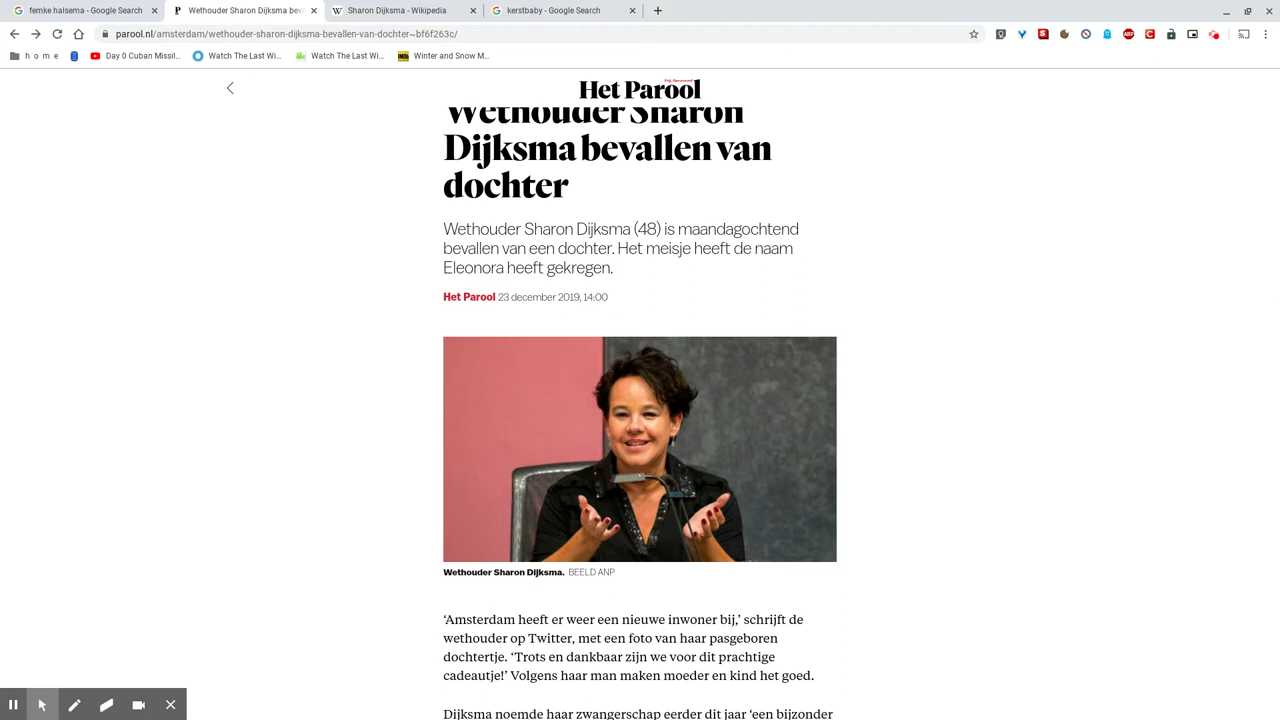 femke halsema - Google Search
Wethouder Sharon Dijksma bev
Sharon Dijksma - Wikipedia
kerstbaby - Google Search
parool.nl/amsterdam/wethouder-sharon-dijksma-bevallen-van-dochter~bf6f263c/
h o m e
Day 0 Cuban Missil...
Watch The Last Wi...
Watch The Last Wi...
Winter and Snow M...
Het Parool
Wethouder Sharon
Dijksma bevallen van
dochter
Wethouder Sharon Dijksma (48) is maandagochtend
bevallen van een dochter. Het meisje heeft de naam
Eleonora heeft gekregen.
Het Parool 23 december 2019, 14:00
Wethouder Sharon Dijksma. BEELD ANP
‘Amsterdam heeft er weer een nieuwe inwoner bij,’ schrijft de
wethouder op Twitter, met een foto van haar pasgeboren
dochtertje. ‘Trots en dankbaar zijn we voor dit prachtige
cadeautje!’ Volgens haar man maken moeder en kind het goed.
Dijksma noemde haar zwangerschap eerder dit jaar ‘een bijzonder